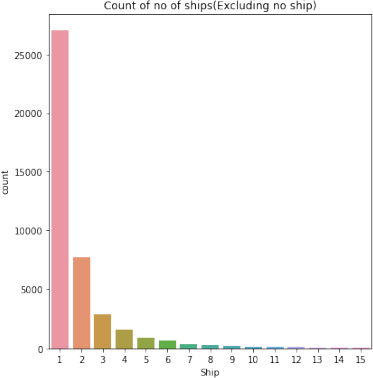 Count of no of ships(Excluding no ship)
25000
20000
15000
10000
5000
0
count
1 2 3 4 5 6 7 8 9 10 11 12 13 14 15
Ship